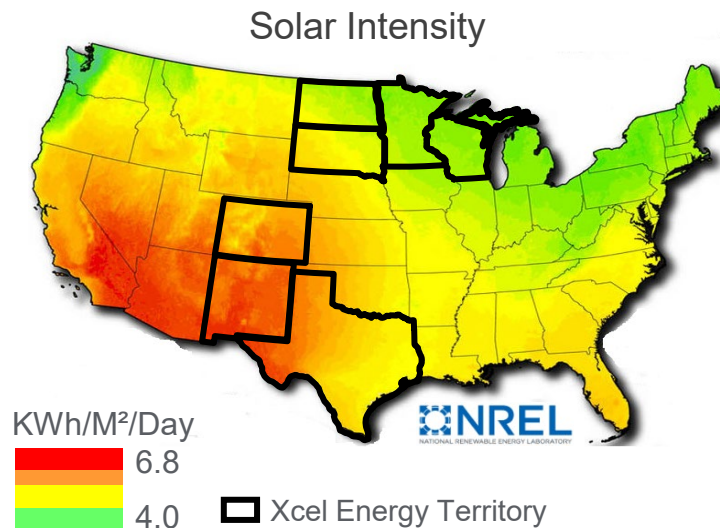 Solar Intensity
NREL
NATIONAL RENEWABLE ENERGY LABORATORY
KWh/M²/Day
6.8
4.0
Xcel Energy Territory